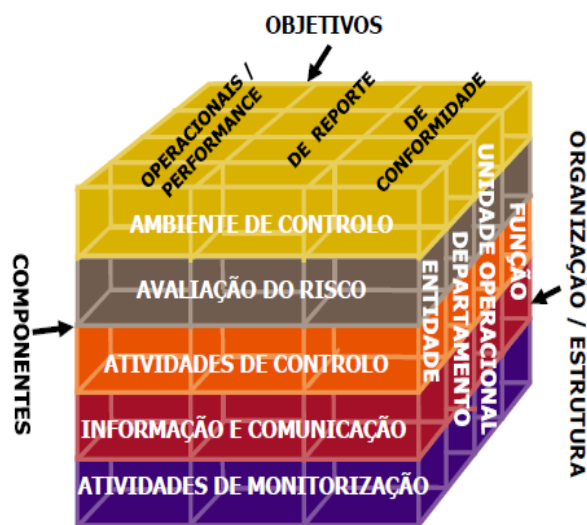 OBJETIVOS
OPERACIONAIS /
PERFORMANCE
DE REPORTE
DE
CONFORMIDADE
AMBIENTE DE CONTROLO
AVALIAÇÃO DO RISCO
ATIVIDADES DE CONTROLO
INFORMAÇÃO E COMUNICAÇÃO
ATIVIDADES DE MONITORIZAÇÃO
COMPONENTES
ENTIDADE
DEPARTAMENTO
UNIDADE OPERACIONAL
FUNÇÃO
ORGANIZAÇAO / ESTRUTURA